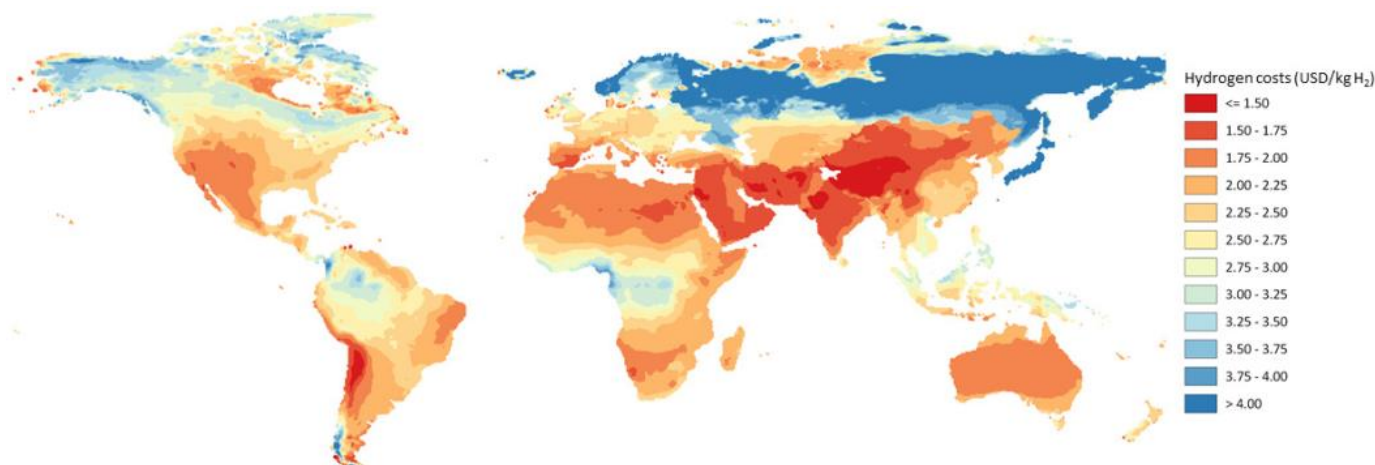 Hydrogen costs (USD/kg H₂)
<= 1.50
1.50 - 1.75
1.75 - 2.00
2.00 - 2.25
2.25 - 2.50
2.50 - 2.75
2.75 - 3.00
3.00 - 3.25
3.25 - 3.50
3.50 - 3.75
3.75 - 4.00
> 4.00